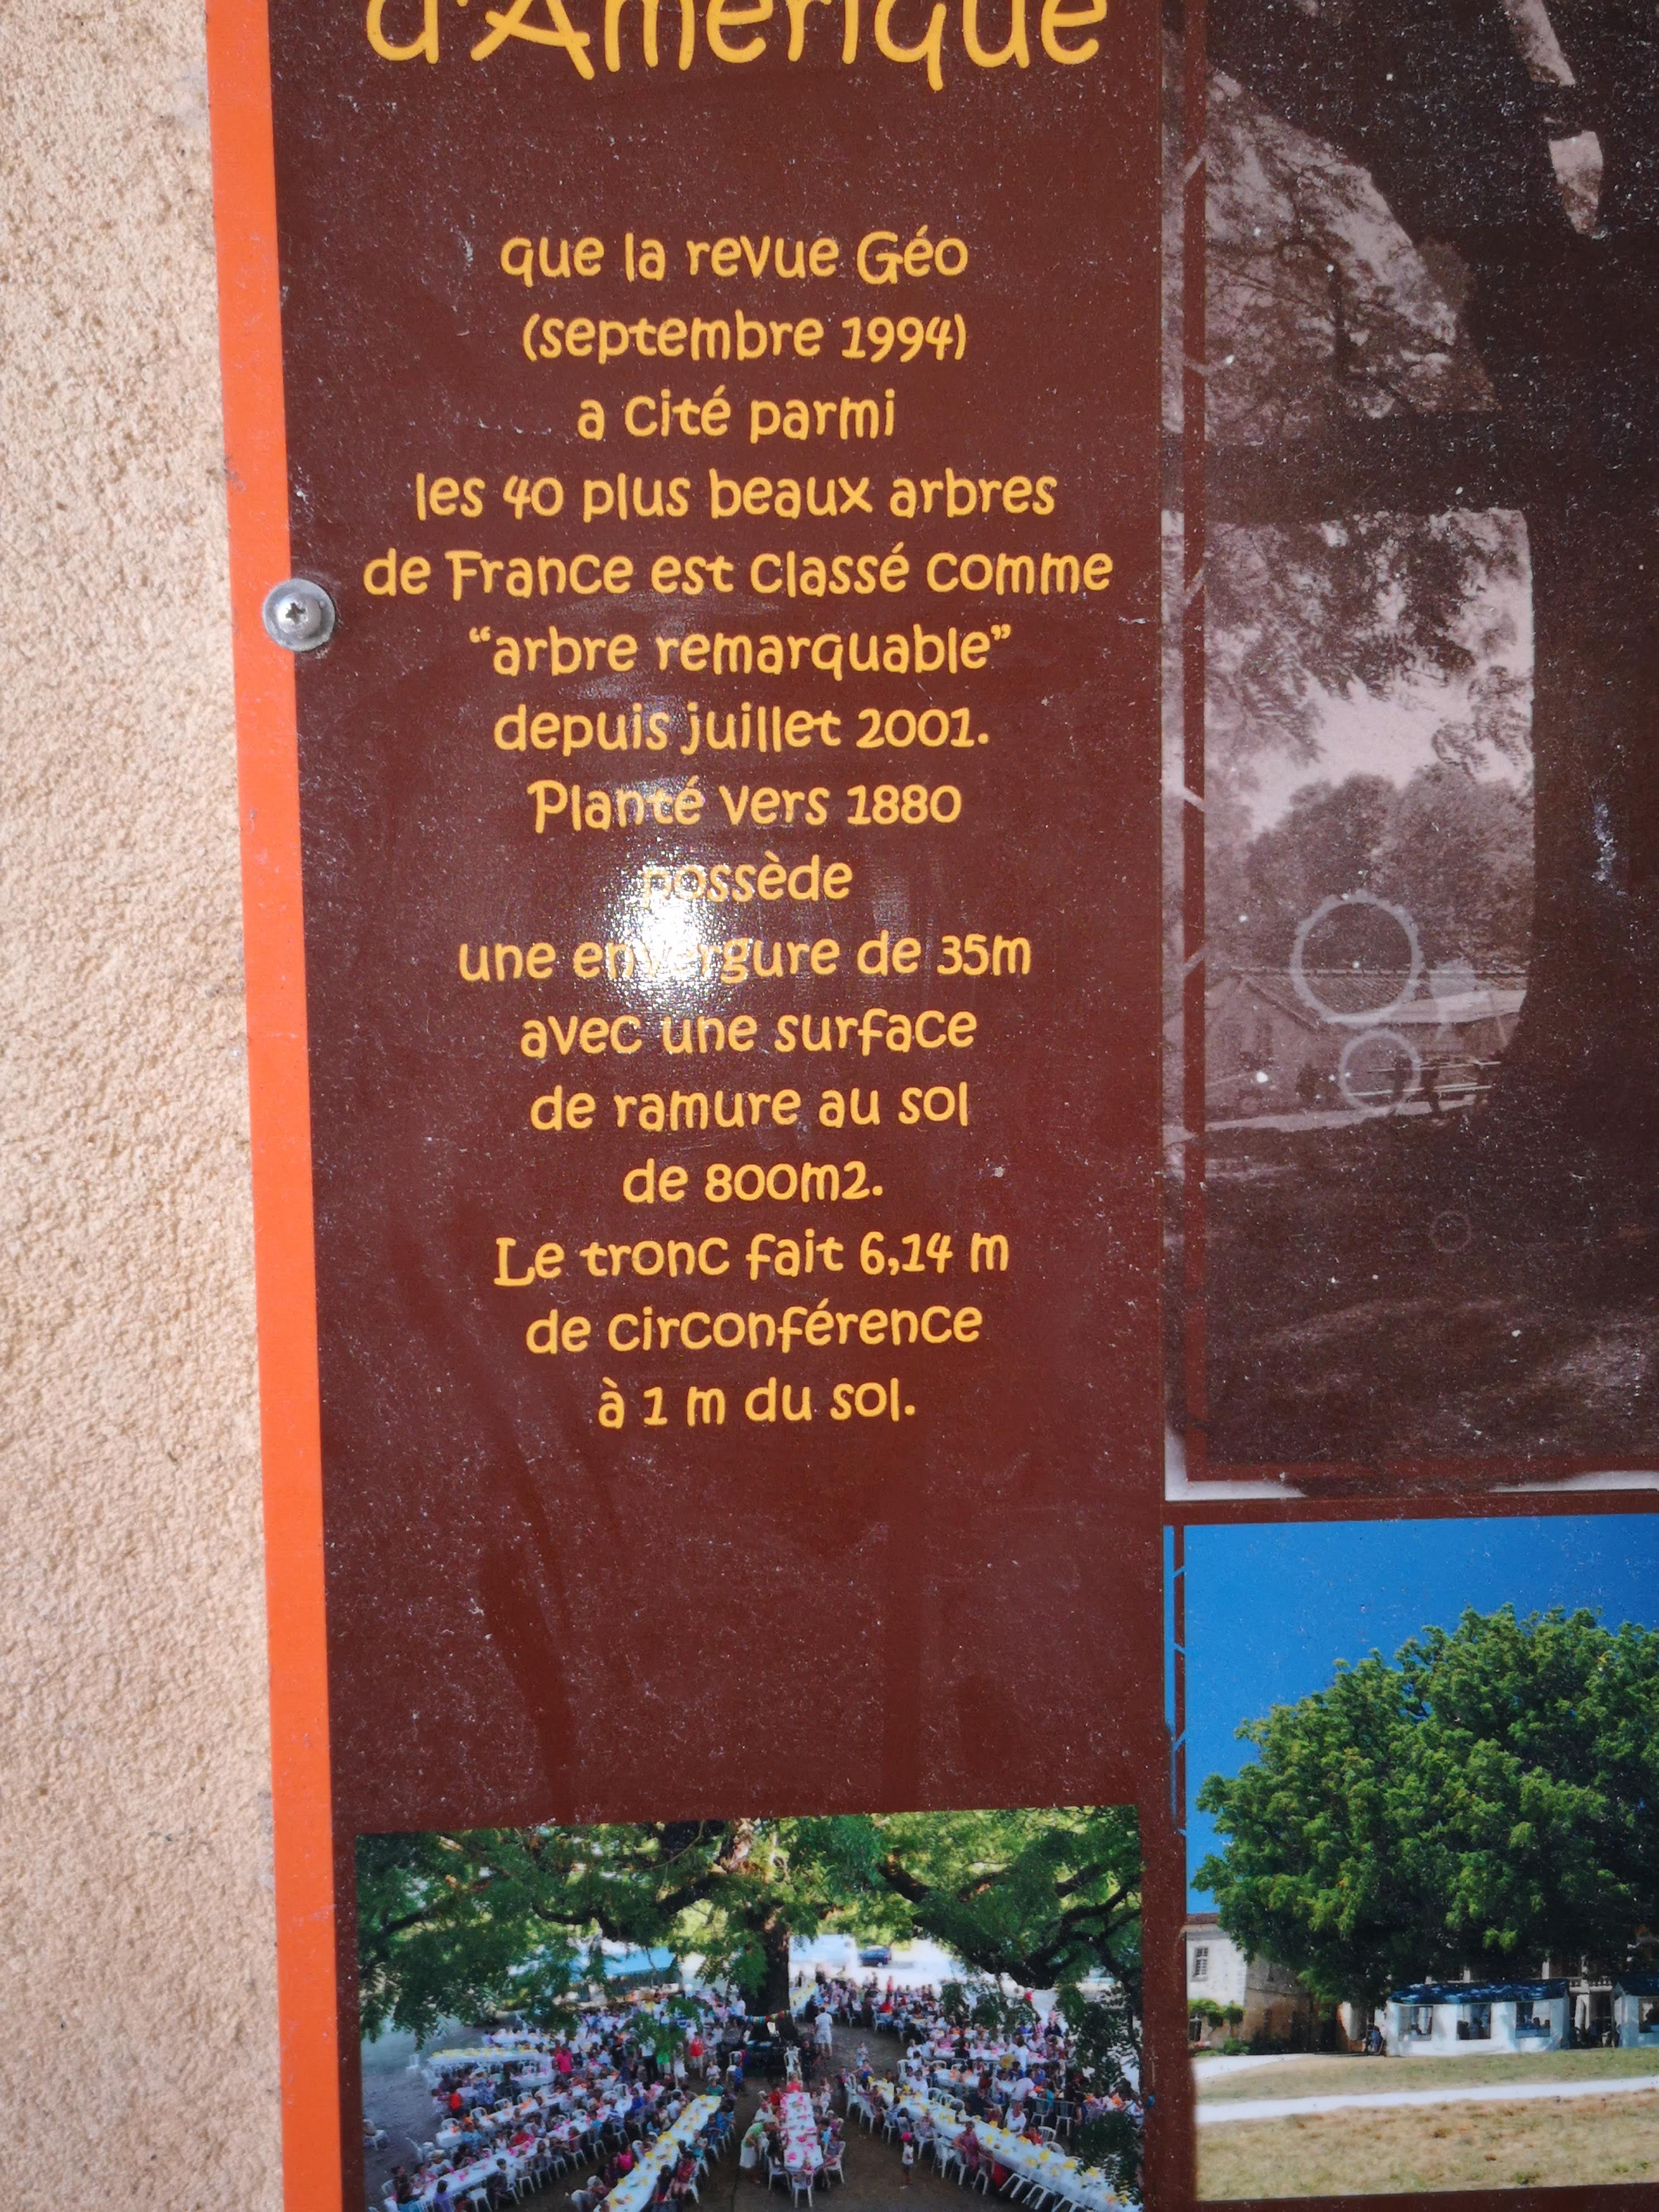 d'Amérique
que la revue Géo
(septembre 1994)
a cité parmi
les 40 plus beaux arbres
de France est classé comme
“arbre remarquable”
depuis juillet 2001.
Planté vers 1880
possède
une envergure de 35m
avec une surface
de ramure au sol
de 800m2.
Le tronc fait 6,14 m
de circonférence
à 1 m du sol.